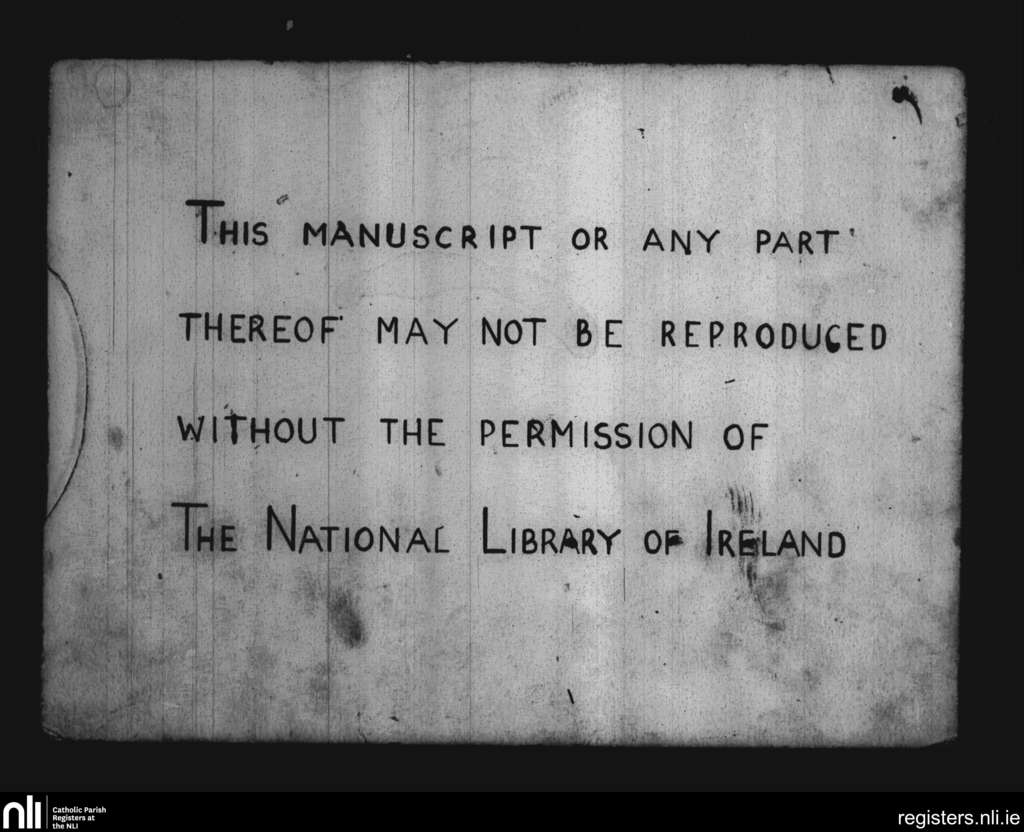 THIS MANUSCRIPT OR ANY PART
THEREOF MAY NOT BE REPRODUCED
WITHOUT THE PERMISSION OF
THE NATIONAL LIBRARY OF IRELAND
nli
Catholic Parish
Registers at
the NLI
registers.nli.ie